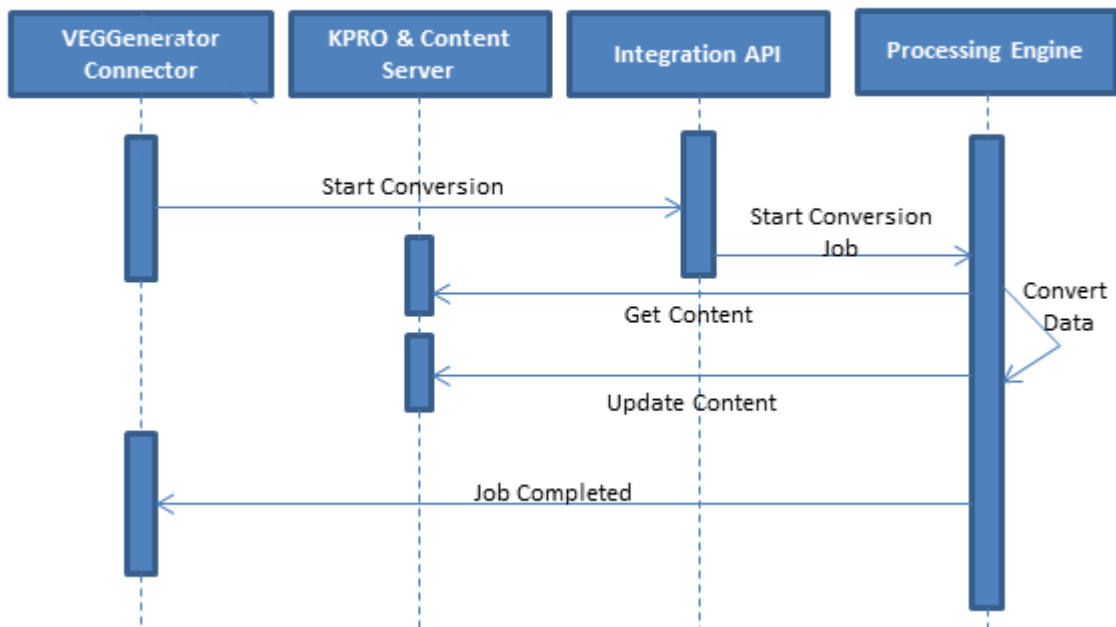 VEGGenerator
Connector
KPRO & Content
Server
Integration API
Processing Engine
Start Conversion
Start Conversion
Job
Get Content
Convert
Data
Update Content
Job Completed